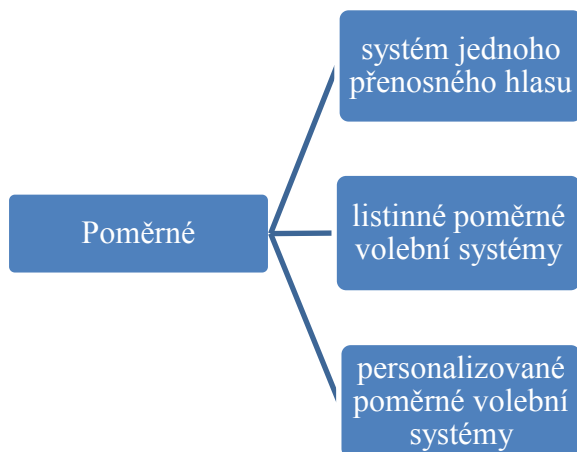 systém jednoho
přenosného hlasu
Poměrné
listinné poměrné
volební systémy
personalizované
poměrné volební
systémy